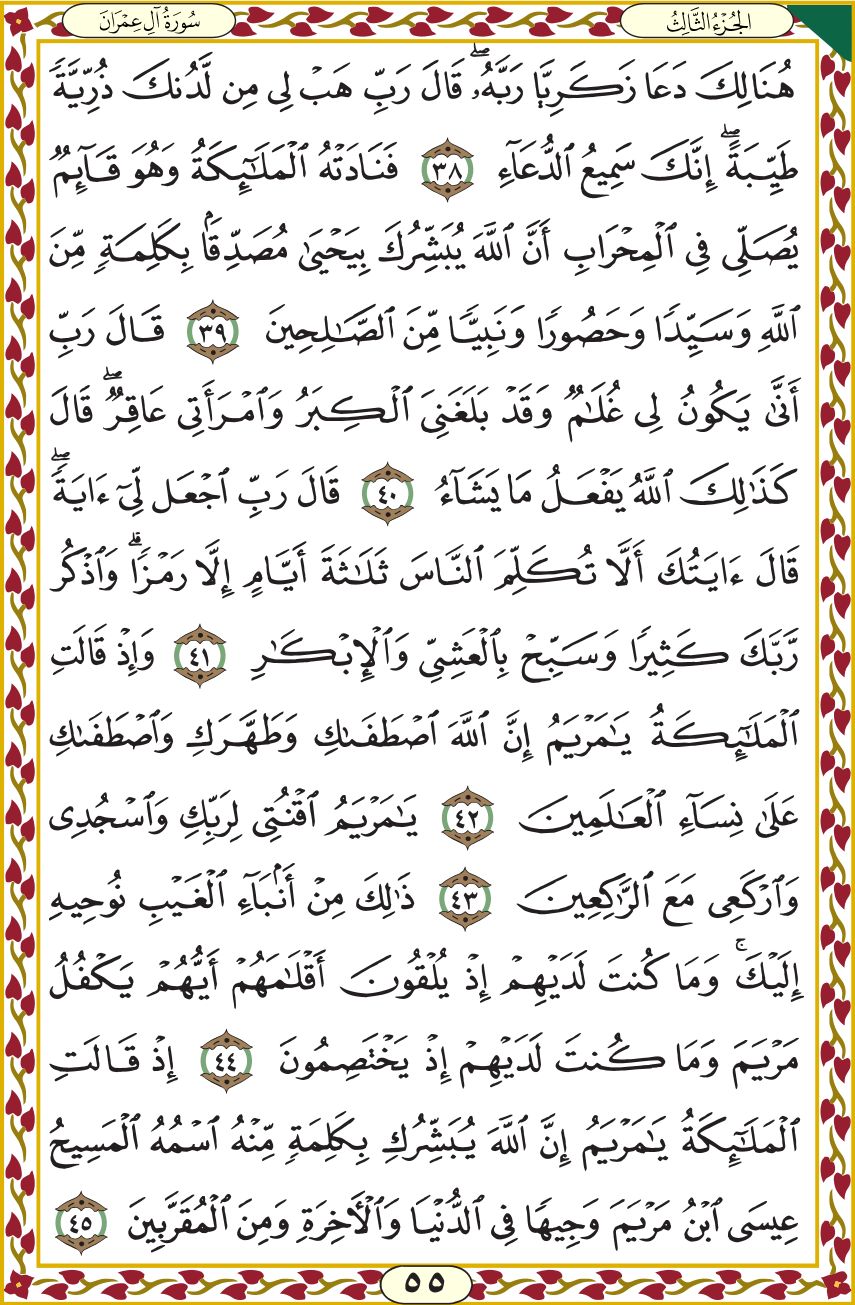 الجُزْءُ الثَّالِثُ
سُورَةُ آلِ عِمْرَانَ
هُنَالِكَ دَعَا زَكَرِيَّا رَبَّهُۥۖ قَالَ رَبِّ هَبْ لِى مِن لَّدُنكَ ذُرِّيَّةٗ
طَيِّبَةًۖ إِنَّكَ سَمِيعُ ٱلدُّعَآءِ ٣٨ فَنَادَتْهُ ٱلْمَلَٰٓئِكَةُ وَهُوَ قَآئِمٞ
يُصَلِّى فِى ٱلْمِحْرَابِ أَنَّ ٱللَّهَ يُبَشِّرُكَ بِيَحْيَىٰ مُصَدِّقَۢا بِكَلِمَةٖ مِّنَ
ٱللَّهِ وَسَيِّدٗا وَحَصُورٗا وَنَبِيّٗا مِّنَ ٱلصَّٰلِحِينَ ٣٩ قَالَ رَبِّ
أَنَّىٰ يَكُونُ لِى غُلَٰمٞ وَقَدْ بَلَغَنِىَ ٱلْكِبَرُ وَٱمْرَأَتِى عَاقِرٞۖ قَالَ
كَذَٰلِكَ ٱللَّهُ يَفْعَلُ مَا يَشَآءُ ٤٠ قَالَ رَبِّ ٱجْعَل لِّىٓ ءَايَةٗۖ
قَالَ ءَايَتُكَ أَلَّا تُكَلِّمَ ٱلنَّاسَ ثَلَٰثَةَ أَيَّامٍ إِلَّا رَمْزٗاۗ وَٱذْكُر
رَّبَّكَ كَثِيرٗا وَسَبِّحْ بِٱلْعَشِىِّ وَٱلْإِبْكَٰرِ ٤١ وَإِذْ قَالَتِ
ٱلْمَلَٰٓئِكَةُ يَٰمَرْيَمُ إِنَّ ٱللَّهَ ٱصْطَفَىٰكِ وَطَهَّرَكِ وَٱصْطَفَىٰكِ
عَلَىٰ نِسَآءِ ٱلْعَٰلَمِينَ ٤٢ يَٰمَرْيَمُ ٱقْنُتِى لِرَبِّكِ وَٱسْجُدِى
وَٱرْكَعِى مَعَ ٱلرَّٰكِعِينَ ٤٣ ذَٰلِكَ مِنْ أَنۢبَآءِ ٱلْغَيْبِ نُوحِيهِ
إِلَيْكَۚ وَمَا كُنتَ لَدَيْهِمْ إِذْ يُلْقُونَ أَقْلَٰمَهُمْ أَيُّهُمْ يَكْفُلُ
مَرْيَمَ وَمَا كُنتَ لَدَيْهِمْ إِذْ يَخْتَصِمُونَ ٤٤ إِذْ قَالَتِ
ٱلْمَلَٰٓئِكَةُ يَٰمَرْيَمُ إِنَّ ٱللَّهَ يُبَشِّرُكِ بِكَلِمَةٖ مِّنْهُ ٱسْمُهُ ٱلْمَسِيحُ
عِيسَى ٱبْنُ مَرْيَمَ وَجِيهٗا فِى ٱلدُّنْيَا وَٱلْأٓخِرَةِ وَمِنَ ٱلْمُقَرَّبِينَ ٤٥
٥٥